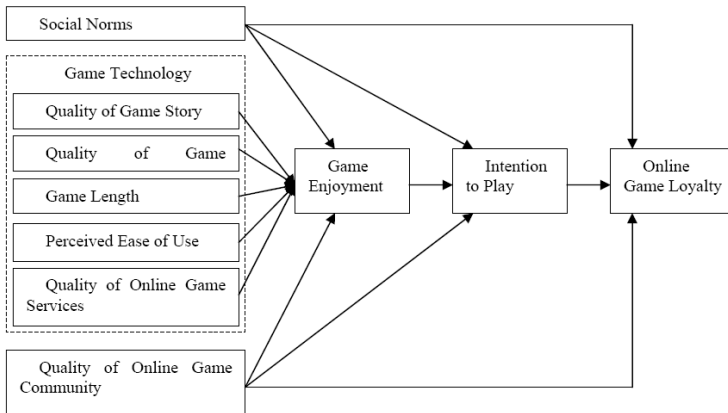 Social Norms
Game Technology
Quality of Game Story
Quality of Game
Game Length
Perceived Ease of Use
Quality of Online Game
Services
Quality of Online Game
Community
Game
Enjoyment
Intention
to Play
Online
Game Loyalty